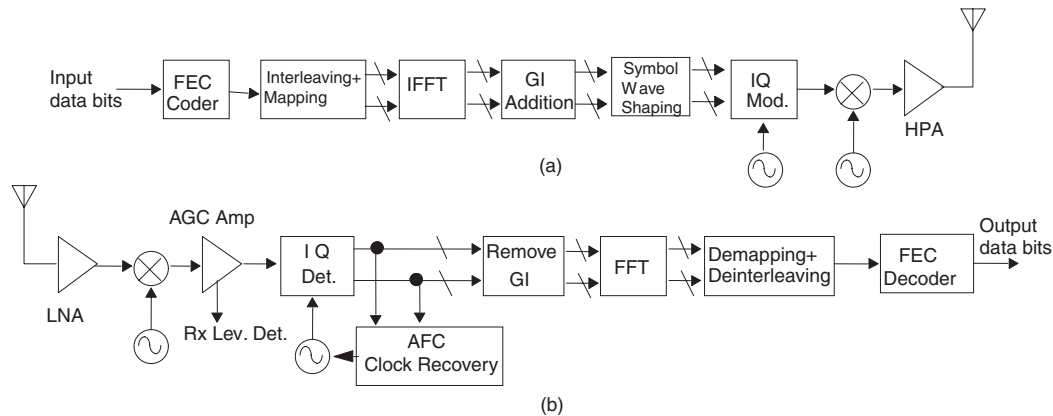 Input
data bits
FEC
Coder
Interleaving+
Mapping
IFFT
GI
Addition
Symbol
Wave
Shaping
IQ
Mod.
HPA
(a)
AGC Amp
LNA
Rx Lev. Det.
I Q
Det.
AFC
Clock Recovery
Remove
GI
FFT
Demapping+
Deinterleaving
FEC
Decoder
Output
data bits
(b)